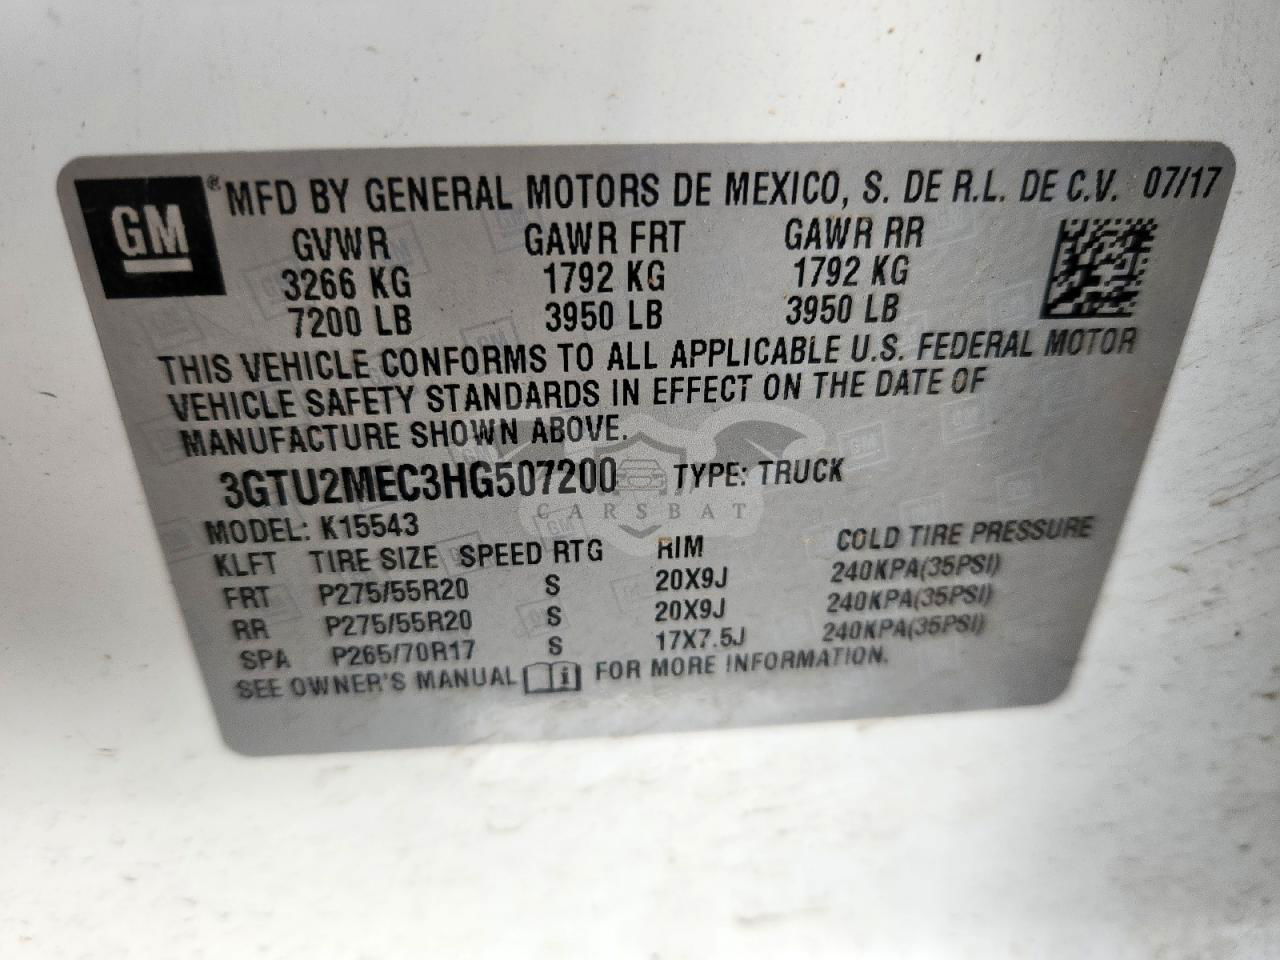 GM ® MFD BY GENERAL MOTORS DE MEXICO, S. DE R.L. DE C.V. 07/17
GVWR GAWR FRT GAWR RR
3266 KG 1792 KG 1792 KG
7200 LB 3950 LB 3950 LB
THIS VEHICLE CONFORMS TO ALL APPLICABLE U.S. FEDERAL MOTOR
VEHICLE SAFETY STANDARDS IN EFFECT ON THE DATE OF
MANUFACTURE SHOWN ABOVE.
3GTU2MEC3HG507200 TYPE: TRUCK
CARSBAT
MODEL: K15543
KLFT TIRE SIZE SPEED RTG RIM COLD TIRE PRESSURE
FRT P275/55R20 S 20X9J 240KPA(35PSI)
RR P275/55R20 S 20X9J 240KPA(35PSI)
SPA P265/70R17 S 17X7.5J 240KPA(35PSI)
SEE OWNER'S MANUAL i FOR MORE INFORMATION.